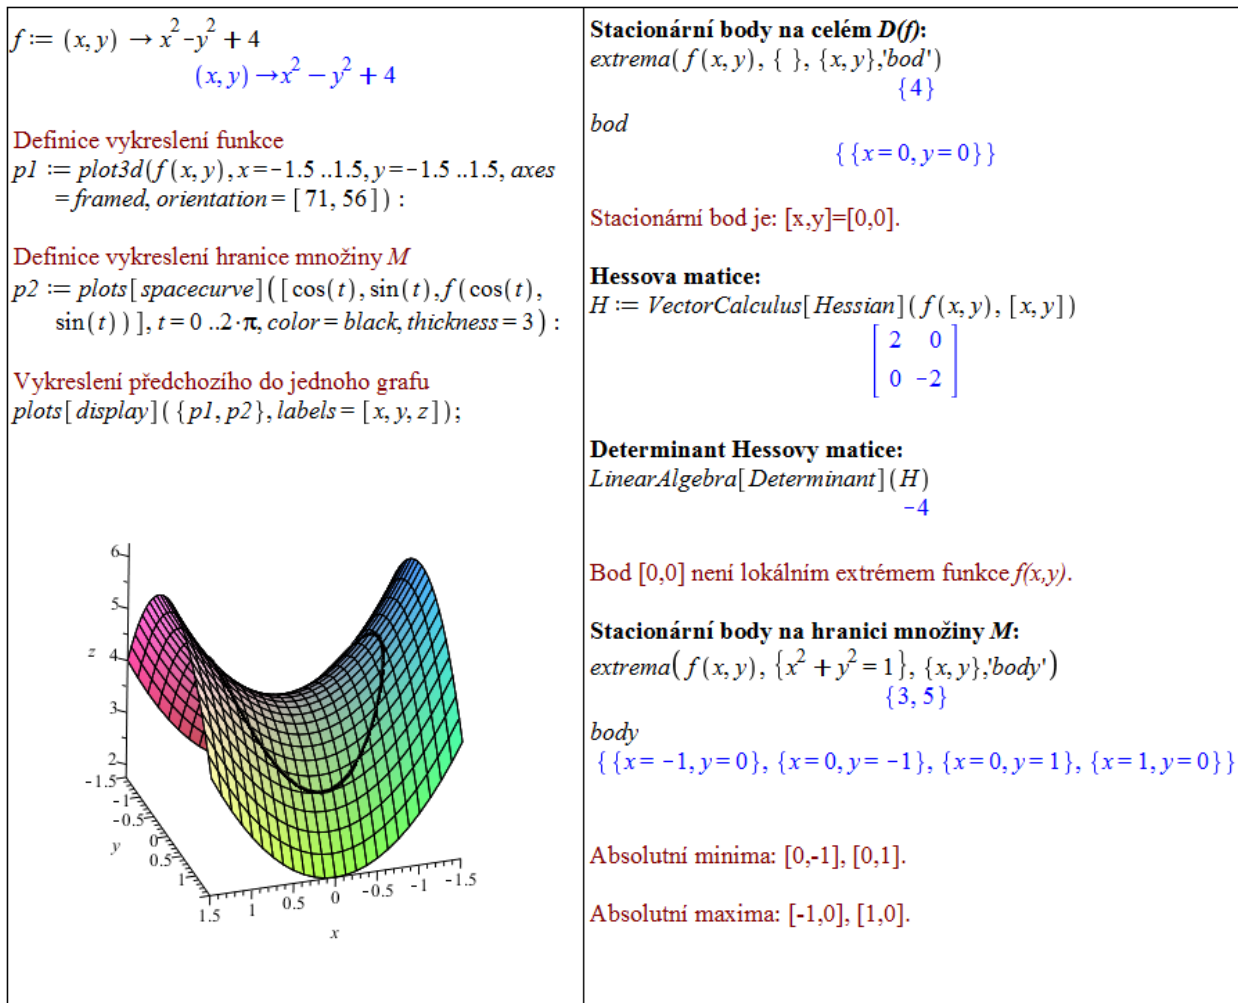 f := (x, y) → x² - y² + 4
(x, y) → x² − y² + 4
Definice vykreslení funkce
p1 := plot3d(f(x, y), x = -1.5 ..1.5, y = -1.5 ..1.5, axes
= framed, orientation = [71, 56]) :
Definice vykreslení hranice množiny M
p2 := plots[spacecurve]([cos(t), sin(t), f(cos(t),
sin(t))], t = 0 ..2·π, color = black, thickness = 3) :
Vykreslení předchozího do jednoho grafu
plots[display]({p1, p2}, labels = [x, y, z]);
6
5
z 4
3
2
-1.5
-1
-0.5
y 0
0.5
1
1.5 1 0.5 0 -0.5 -1 -1.5
x
Stacionární body na celém D(f):
extrema(f(x, y), { }, {x, y},'bod')
{4}
bod
{{x = 0, y = 0}}
Stacionární bod je: [x,y]=[0,0].
Hessova matice:
H := VectorCalculus[Hessian](f(x, y), [x, y])
2 0
0 -2
Determinant Hessovy matice:
LinearAlgebra[Determinant](H)
-4
Bod [0,0] není lokálním extrémem funkce f(x,y).
Stacionární body na hranici množiny M:
extrema(f(x, y), {x² + y² = 1}, {x, y},'body')
{3, 5}
body
{{x = -1, y = 0}, {x = 0, y = -1}, {x = 0, y = 1}, {x = 1, y = 0}}
Absolutní minima: [0,-1], [0,1].
Absolutní maxima: [-1,0], [1,0].